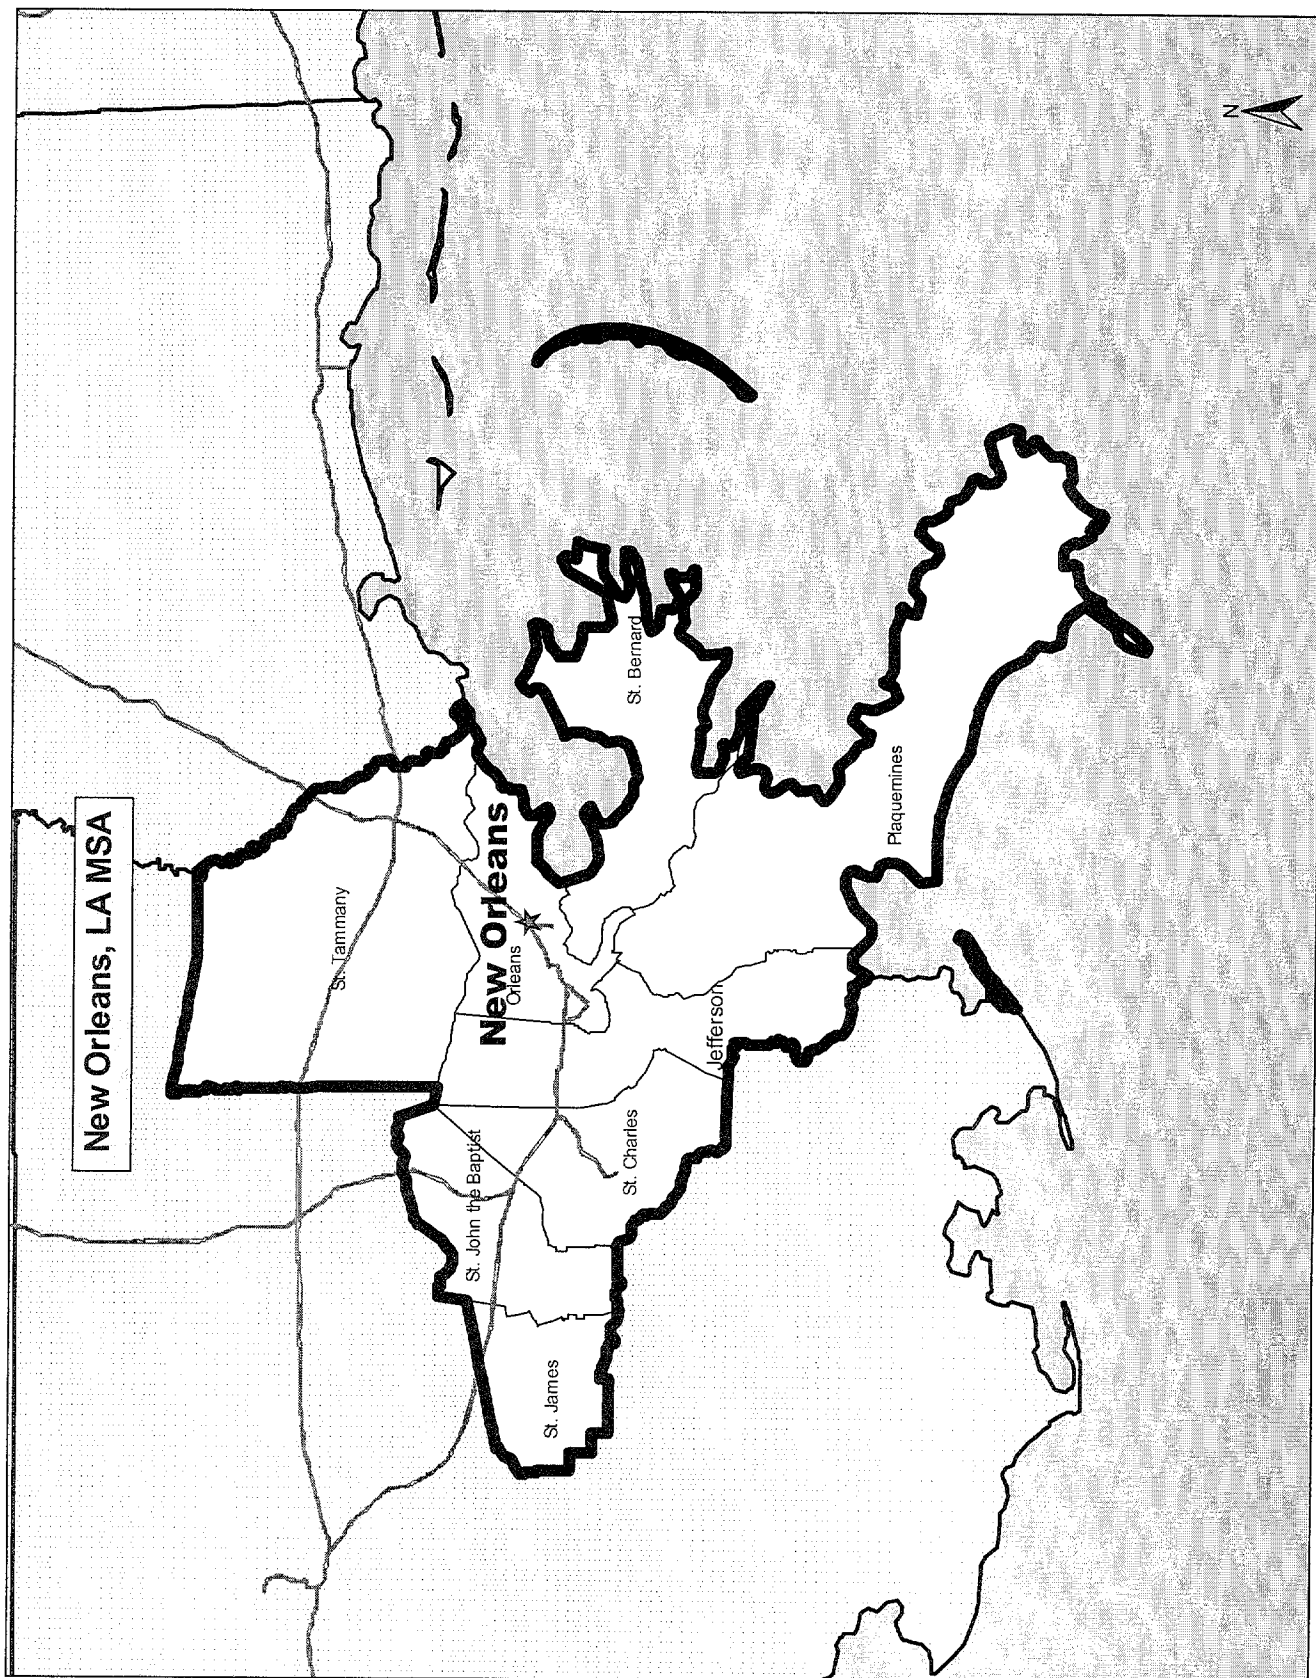 New Orleans, LA MSA
St. Tammany
New Orleans
Orleans
St. Bernard
St. John the Baptist
St. Charles
Jefferson
St. James
Plaquemines
N